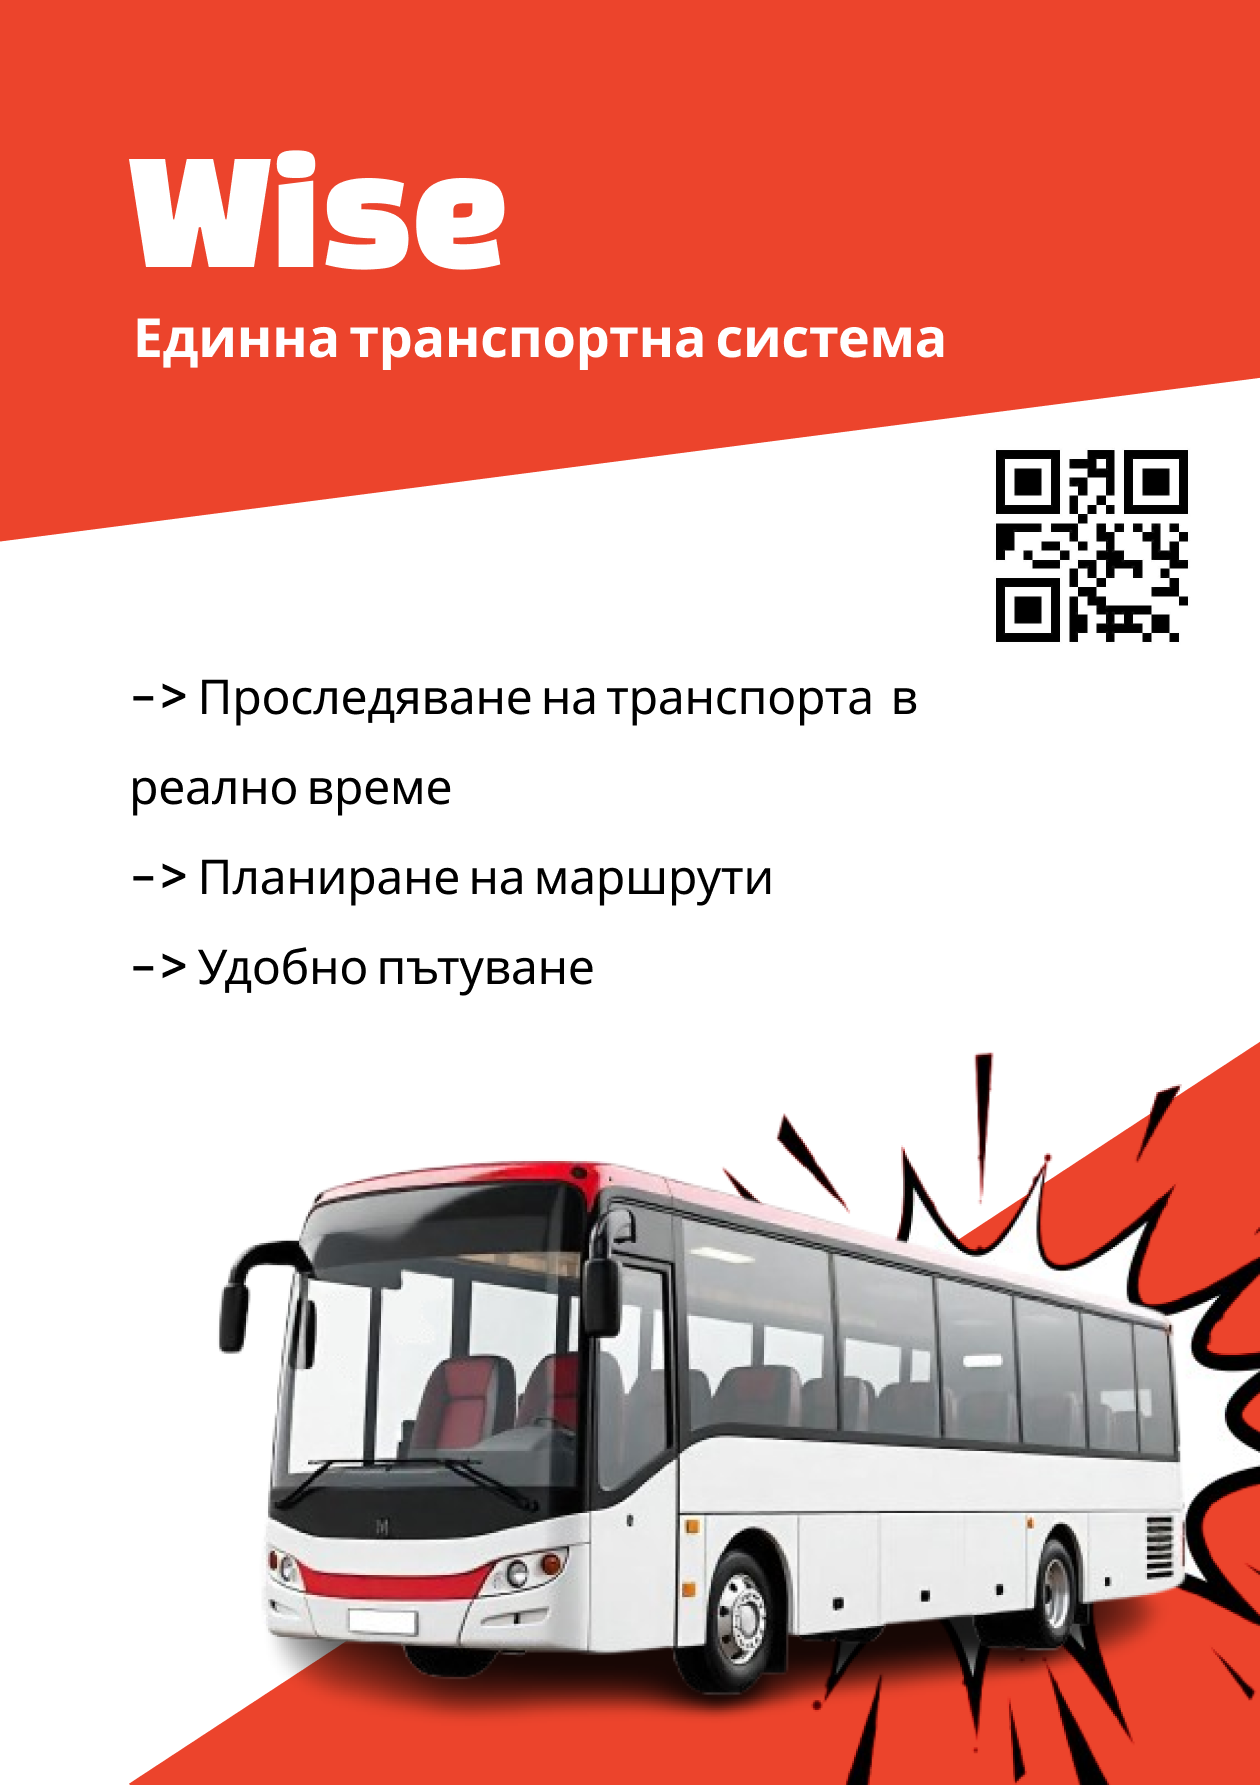 Wise
Единна транспортна система
–> Проследяване на транспорта в
реално време
–> Планиране на маршрути
–> Удобно пътуване